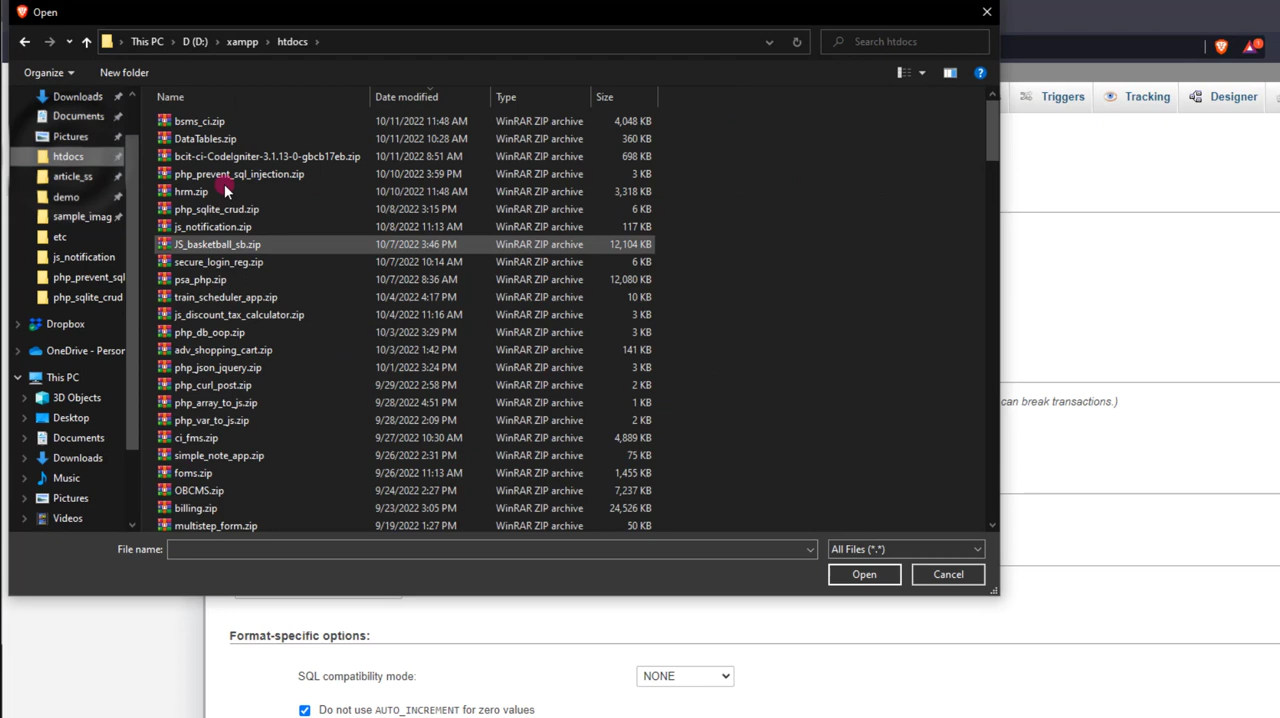 Open
This PC > D (D:) > xampp > htdocs >
Search htdocs
Organize
New folder
Triggers
Tracking
Designer
Downloads
Documents
Pictures
htdocs
article_ss
demo
sample_imag
etc
js_notification
php_prevent_sql
php_sqlite_crud
Dropbox
OneDrive - Person
This PC
3D Objects
Desktop
Documents
Downloads
Music
Pictures
Videos
Name Date modified Type Size
bsms_ci.zip 10/11/2022 11:48 AM WinRAR ZIP archive 4,048 KB
DataTables.zip 10/11/2022 10:28 AM WinRAR ZIP archive 360 KB
bcit-ci-CodeIgniter-3.1.13-0-gbcb17eb.zip 10/11/2022 8:51 AM WinRAR ZIP archive 698 KB
php_prevent_sql_injection.zip 10/10/2022 3:59 PM WinRAR ZIP archive 3 KB
hrm.zip 10/10/2022 11:48 AM WinRAR ZIP archive 3,318 KB
php_sqlite_crud.zip 10/8/2022 3:15 PM WinRAR ZIP archive 6 KB
js_notification.zip 10/8/2022 11:13 AM WinRAR ZIP archive 117 KB
JS_basketball_sb.zip 10/7/2022 3:46 PM WinRAR ZIP archive 12,104 KB
secure_login_reg.zip 10/7/2022 10:14 AM WinRAR ZIP archive 6 KB
psa_php.zip 10/7/2022 8:36 AM WinRAR ZIP archive 12,080 KB
train_scheduler_app.zip 10/4/2022 4:17 PM WinRAR ZIP archive 10 KB
js_discount_tax_calculator.zip 10/4/2022 11:16 AM WinRAR ZIP archive 3 KB
php_db_oop.zip 10/3/2022 3:29 PM WinRAR ZIP archive 3 KB
adv_shopping_cart.zip 10/3/2022 1:42 PM WinRAR ZIP archive 141 KB
php_json_jquery.zip 10/1/2022 3:24 PM WinRAR ZIP archive 3 KB
php_curl_post.zip 9/29/2022 2:58 PM WinRAR ZIP archive 2 KB
php_array_to_js.zip 9/28/2022 4:51 PM WinRAR ZIP archive 1 KB
php_var_to_js.zip 9/28/2022 2:09 PM WinRAR ZIP archive 2 KB
ci_fms.zip 9/27/2022 10:30 AM WinRAR ZIP archive 4,889 KB
simple_note_app.zip 9/26/2022 2:31 PM WinRAR ZIP archive 75 KB
foms.zip 9/26/2022 11:13 AM WinRAR ZIP archive 1,455 KB
OBCMS.zip 9/24/2022 2:27 PM WinRAR ZIP archive 7,237 KB
billing.zip 9/23/2022 3:05 PM WinRAR ZIP archive 24,526 KB
multistep_form.zip 9/19/2022 1:27 PM WinRAR ZIP archive 50 KB
can break transactions.)
File name:
All Files (*.*)
Open
Cancel
Format-specific options:
SQL compatibility mode:
NONE
Do not use AUTO_INCREMENT for zero values